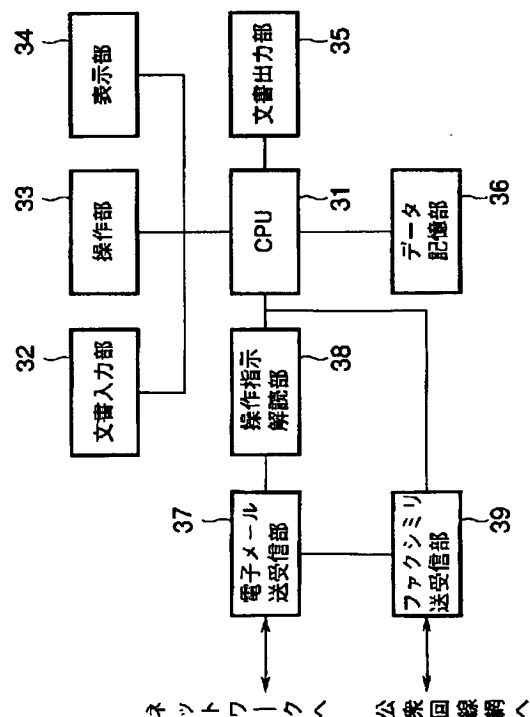 34
表示部
33
操作部
32
文書入力部
35
文書出力部
31
CPU
36
データ
記憶部
38
操作指示
解読部
37
電子メール
送受信部
39
ファクシミリ
送受信部
ネットワークへ
公衆回線網へ